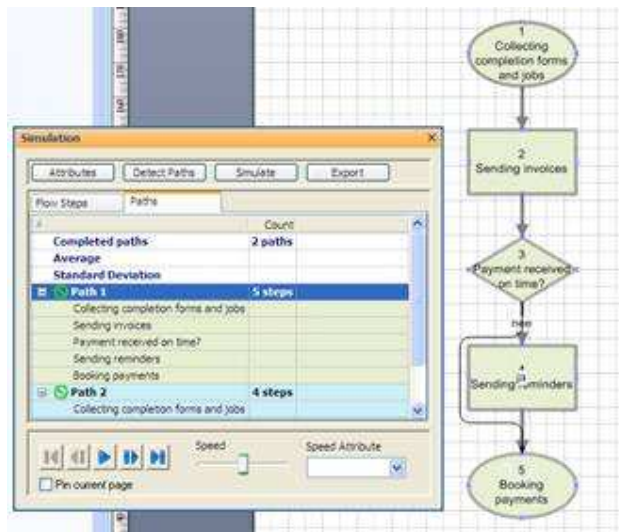 Simulation
Attributes
Detect Paths
Simulate
Export
Flow Steps
Paths
Count
Completed paths 2 paths
Average
Standard Deviation
Path 1 5 steps
Collecting completion forms and jobs
Sending invoices
Payment received on time?
Sending reminders
Booking payments
Path 2 4 steps
Collecting completion forms and jobs
Speed
Speed Attribute
Pin current page
1
Collecting
completion forms
and jobs
2
Sending invoices
3
Payment received
on time?
nee
Sending reminders
5
Booking
payments